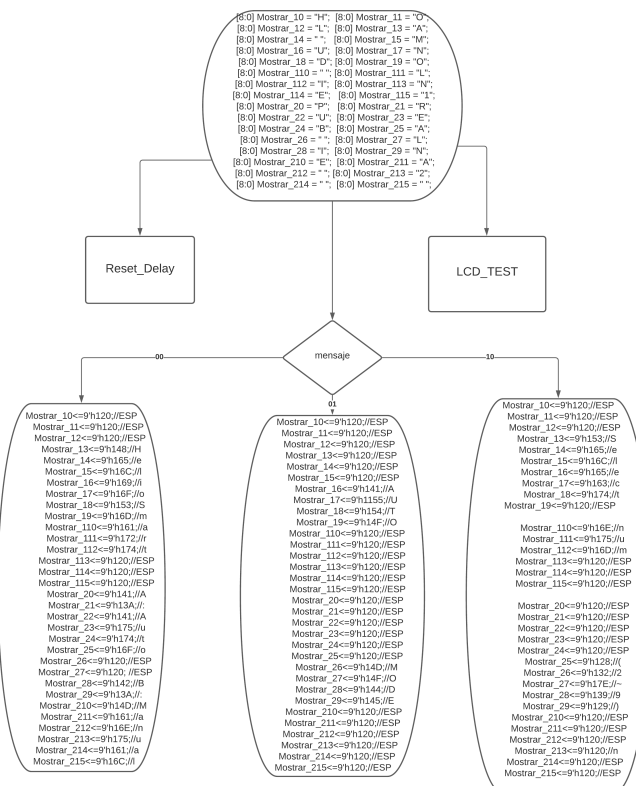 [8:0] Mostrar_10 = "H"; [8:0] Mostrar_11 = "O";
[8:0] Mostrar_12 = "L"; [8:0] Mostrar_13 = "A";
[8:0] Mostrar_14 = " "; [8:0] Mostrar_15 = "M";
[8:0] Mostrar_16 = "U"; [8:0] Mostrar_17 = "N";
[8:0] Mostrar_18 = "D"; [8:0] Mostrar_19 = "O";
[8:0] Mostrar_110 = " "; [8:0] Mostrar_111 = "L";
[8:0] Mostrar_112 = "I"; [8:0] Mostrar_113 = "N";
[8:0] Mostrar_114 = "E"; [8:0] Mostrar_115 = "1";
[8:0] Mostrar_20 = "P"; [8:0] Mostrar_21 = "R"
[8:0] Mostrar_22 = "U"; [8:0] Mostrar_23 = "E";
[8:0] Mostrar_24 = "B"; [8:0] Mostrar_25 = "A";
[8:0] Mostrar_26 = " "; [8:0] Mostrar_27 = "L";
[8:0] Mostrar_28 = "I"; [8:0] Mostrar_29 = "N";
[8:0] Mostrar_210 = "E"; [8:0] Mostrar_211 = "A";
[8:0] Mostrar_212 = " "; [8:0] Mostrar_213 = "2";
[8:0] Mostrar_214 = " "; [8:0] Mostrar_215 = " ";
Reset_Delay
LCD_TEST
mensaje
00
01
10
Mostrar_10<=9'h120;//ESP
Mostrar_11<=9'h120;//ESP
Mostrar_12<=9'h120;//ESP
Mostrar_13<=9'h148;//H
Mostrar_14<=9'h165;//e
Mostrar_15<=9'h16C;//l
Mostrar_16<=9'h169;//i
Mostrar_17<=9'h16F;//o
Mostrar_18<=9'h153;//S
Mostrar_19<=9'h16D;//m
Mostrar_110<=9'h161;//a
Mostrar_111<=9'h172;//r
Mostrar_112<=9'h174;//t
Mostrar_113<=9'h120;//ESP
Mostrar_114<=9'h120;//ESP
Mostrar_115<=9'h120;//ESP
Mostrar_20<=9'h141;//A
Mostrar_21<=9'h13A;//:
Mostrar_22<=9'h141;//A
Mostrar_23<=9'h175;//u
Mostrar_24<=9'h174;//t
Mostrar_25<=9'h16F;//o
Mostrar_26<=9'h120;//ESP
Mostrar_27<=9'h120; //ESP
Mostrar_28<=9'h142;//B
Mostrar_29<=9'h13A;//:
Mostrar_210<=9'h14D;//M
Mostrar_211<=9'h161;//a
Mostrar_212<=9'h16E;//n
Mostrar_213<=9'h175;//u
Mostrar_214<=9'h161;//a
Mostrar_215<=9'h16C;//l
Mostrar_10<=9'h120;//ESP
Mostrar_11<=9'h120;//ESP
Mostrar_12<=9'h120;//ESP
Mostrar_13<=9'h120;//ESP
Mostrar_14<=9'h120;//ESP
Mostrar_15<=9'h120;//ESP
Mostrar_16<=9'h141;//A
Mostrar_17<=9'h1155;//U
Mostrar_18<=9'h154;//T
Mostrar_19<=9'h14F;//O
Mostrar_110<=9'h120;//ESP
Mostrar_111<=9'h120;//ESP
Mostrar_112<=9'h120;//ESP
Mostrar_113<=9'h120;//ESP
Mostrar_114<=9'h120;//ESP
Mostrar_115<=9'h120;//ESP
Mostrar_20<=9'h120;//ESP
Mostrar_21<=9'h120;//ESP
Mostrar_22<=9'h120;//ESP
Mostrar_23<=9'h120;//ESP
Mostrar_24<=9'h120;//ESP
Mostrar_25<=9'h120;//ESP
Mostrar_26<=9'h14D;//M
Mostrar_27<=9'h14F;//O
Mostrar_28<=9'h144;//D
Mostrar_29<=9'h145;//E
Mostrar_210<=9'h120;//ESP
Mostrar_211<=9'h120;//ESP
Mostrar_212<=9'h120;//ESP
Mostrar_213<=9'h120;//ESP
Mostrar_214<=9'h120;//ESP
Mostrar_215<=9'h120;//ESP
Mostrar_10<=9'h120;//ESP
Mostrar_11<=9'h120;//ESP
Mostrar_12<=9'h120;//ESP
Mostrar_13<=9'h153;//S
Mostrar_14<=9'h165;//e
Mostrar_15<=9'h16C;//l
Mostrar_16<=9'h165;//e
Mostrar_17<=9'h163;//c
Mostrar_18<=9'h174;//t
Mostrar_19<=9'h120;//ESP
Mostrar_110<=9'h16E;//n
Mostrar_111<=9'h175;//u
Mostrar_112<=9'h16D;//m
Mostrar_113<=9'h120;//ESP
Mostrar_114<=9'h120;//ESP
Mostrar_115<=9'h120;//ESP
Mostrar_20<=9'h120;//ESP
Mostrar_21<=9'h120;//ESP
Mostrar_22<=9'h120;//ESP
Mostrar_23<=9'h120;//ESP
Mostrar_24<=9'h120;//ESP
Mostrar_25<=9'h128;//(
Mostrar_26<=9'h132;//2
Mostrar_27<=9'h17E;//~
Mostrar_28<=9'h139;//9
Mostrar_29<=9'h129;//)
Mostrar_210<=9'h120;//ESP
Mostrar_211<=9'h120;//ESP
Mostrar_212<=9'h120;//ESP
Mostrar_213<=9'h120;//n
Mostrar_214<=9'h120;//ESP
Mostrar_215<=9'h120;//ESP